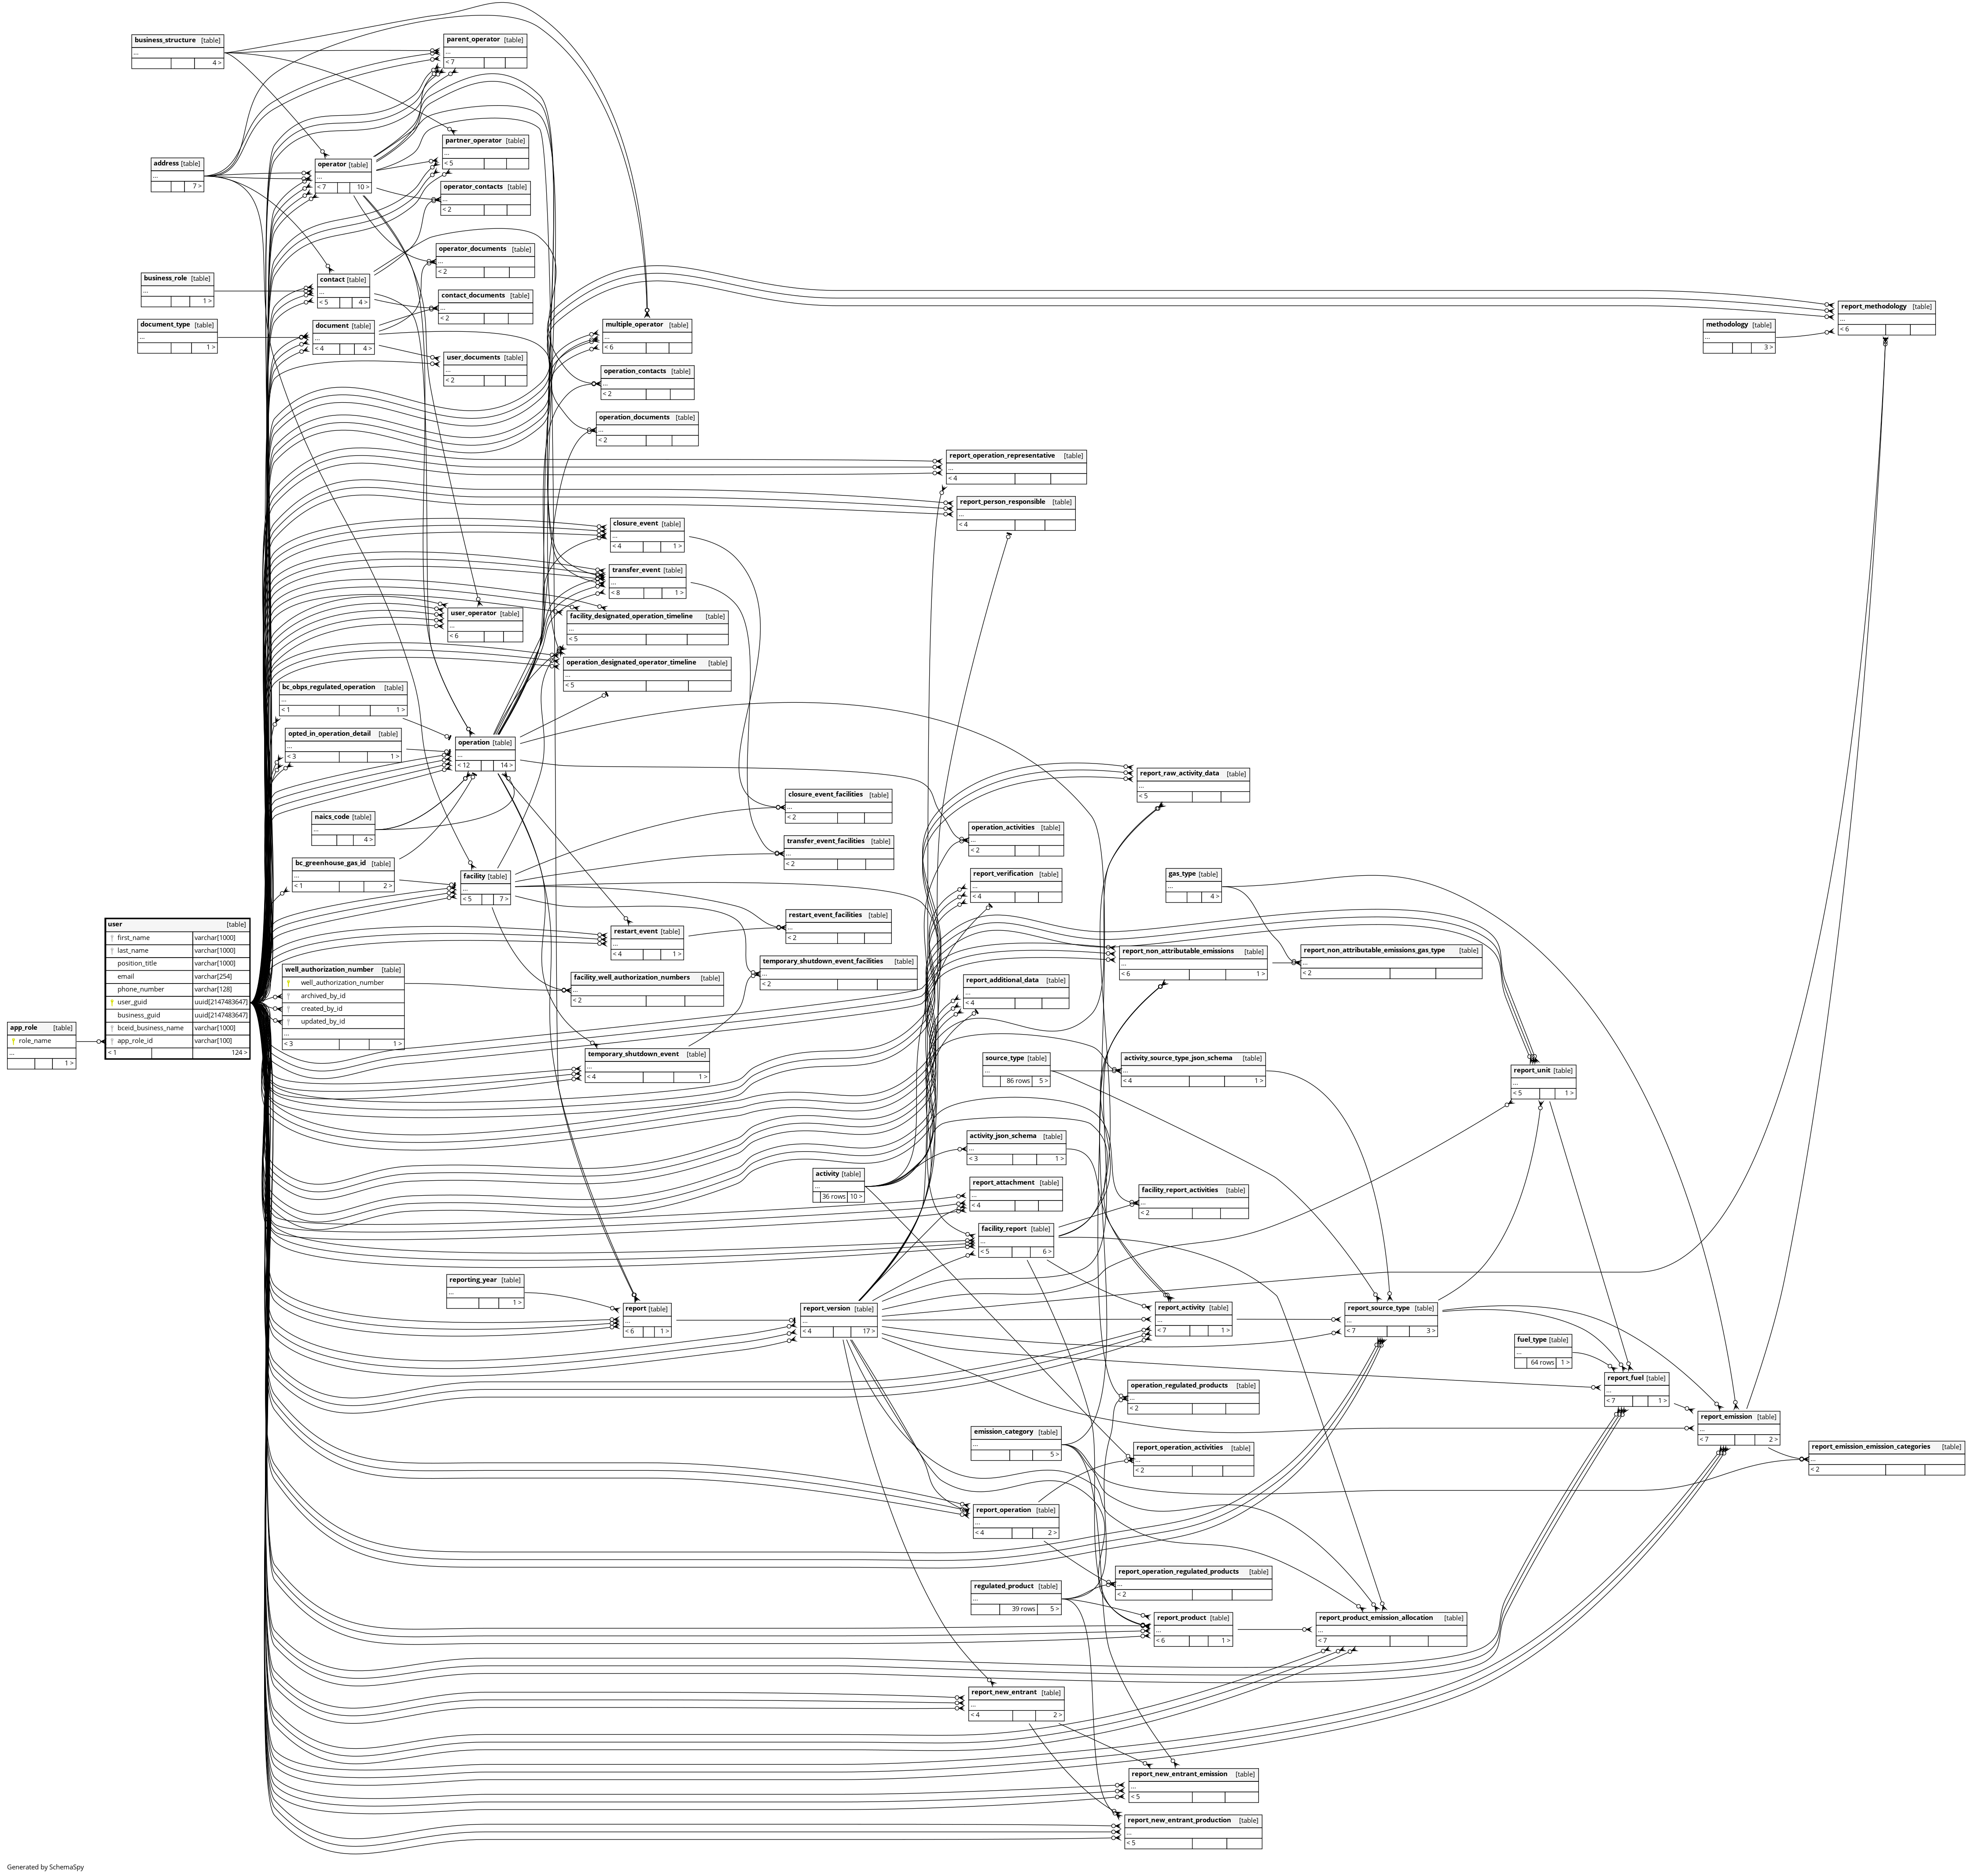 business_structure [table]
...
4 >
parent_operator [table]
...
< 7
address [table]
...
7 >
operator [table]
...
< 7 10 >
partner_operator [table]
...
< 5
operator_contacts [table]
...
< 2
operator_documents [table]
...
< 2
business_role [table]
...
1 >
contact [table]
...
< 5 4 >
contact_documents [table]
...
< 2
document_type [table]
...
1 >
document [table]
...
< 4 4 >
user_documents [table]
...
< 2
multiple_operator [table]
...
< 6
operation_contacts [table]
...
< 2
operation_documents [table]
...
< 2
report_methodology [table]
...
< 6
methodology [table]
...
3 >
report_operation_representative [table]
...
< 4
report_person_responsible [table]
...
< 4
closure_event [table]
...
< 4 1 >
transfer_event [table]
...
< 8 1 >
user_operator [table]
...
< 6
facility_designated_operation_timeline [table]
...
< 5
operation_designated_operator_timeline [table]
...
< 5
bc_obps_regulated_operation [table]
...
< 1 1 >
opted_in_operation_detail [table]
...
< 3 1 >
operation [table]
...
< 12 14 >
naics_code [table]
...
4 >
bc_greenhouse_gas_id [table]
...
< 1 2 >
facility [table]
...
< 5 7 >
closure_event_facilities [table]
...
< 2
transfer_event_facilities [table]
...
< 2
restart_event_facilities [table]
...
< 2
restart_event [table]
...
< 4 1 >
temporary_shutdown_event_facilities [table]
...
< 2
facility_well_authorization_numbers [table]
...
< 2
temporary_shutdown_event [table]
...
< 4 1 >
report_raw_activity_data [table]
...
< 5
operation_activities [table]
...
< 2
report_verification [table]
...
< 4
gas_type [table]
...
4 >
report_non_attributable_emissions [table]
...
< 6 1 >
report_non_attributable_emissions_gas_type [table]
...
< 2
report_additional_data [table]
...
< 4
user [table]
first_name varchar[1000]
last_name varchar[1000]
position_title varchar[1000]
email varchar[254]
phone_number varchar[128]
user_guid uuid[2147483647]
business_guid uuid[2147483647]
bceid_business_name varchar[1000]
app_role_id varchar[100]
< 1 124 >
well_authorization_number [table]
well_authorization_number
archived_by_id
created_by_id
updated_by_id
...
< 3 1 >
app_role [table]
role_name
...
1 >
source_type [table]
...
86 rows 5 >
activity_source_type_json_schema [table]
...
< 4 1 >
report_unit [table]
...
< 5 1 >
activity_json_schema [table]
...
< 3 1 >
activity [table]
...
36 rows 10 >
report_attachment [table]
...
< 4
facility_report_activities [table]
...
< 2
facility_report [table]
...
< 5 6 >
reporting_year [table]
...
1 >
report [table]
...
< 6 1 >
report_version [table]
...
< 4 17 >
report_activity [table]
...
< 7 1 >
report_source_type [table]
...
< 7 3 >
fuel_type [table]
...
64 rows 1 >
report_fuel [table]
...
< 7 1 >
report_emission [table]
...
< 7 2 >
report_emission_emission_categories [table]
...
< 2
operation_regulated_products [table]
...
< 2
emission_category [table]
...
5 >
report_operation_activities [table]
...
< 2
report_operation [table]
...
< 4 2 >
report_operation_regulated_products [table]
...
< 2
regulated_product [table]
...
39 rows 5 >
report_product [table]
...
< 6 1 >
report_product_emission_allocation [table]
...
< 7
report_new_entrant [table]
...
< 4 2 >
report_new_entrant_emission [table]
...
< 5
report_new_entrant_production [table]
...
< 5
Generated by SchemaSpy